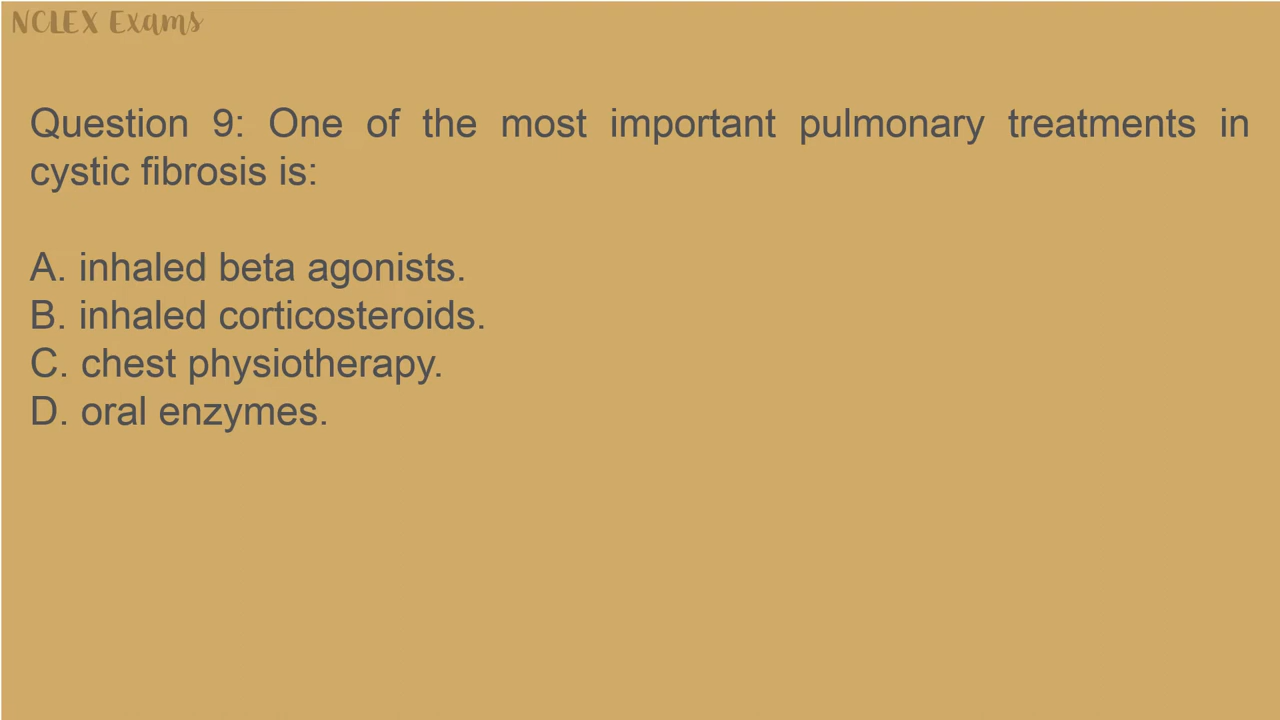 NCLEX Exams
Question 9: One of the most important pulmonary treatments in
cystic fibrosis is:
A. inhaled beta agonists.
B. inhaled corticosteroids.
C. chest physiotherapy.
D. oral enzymes.